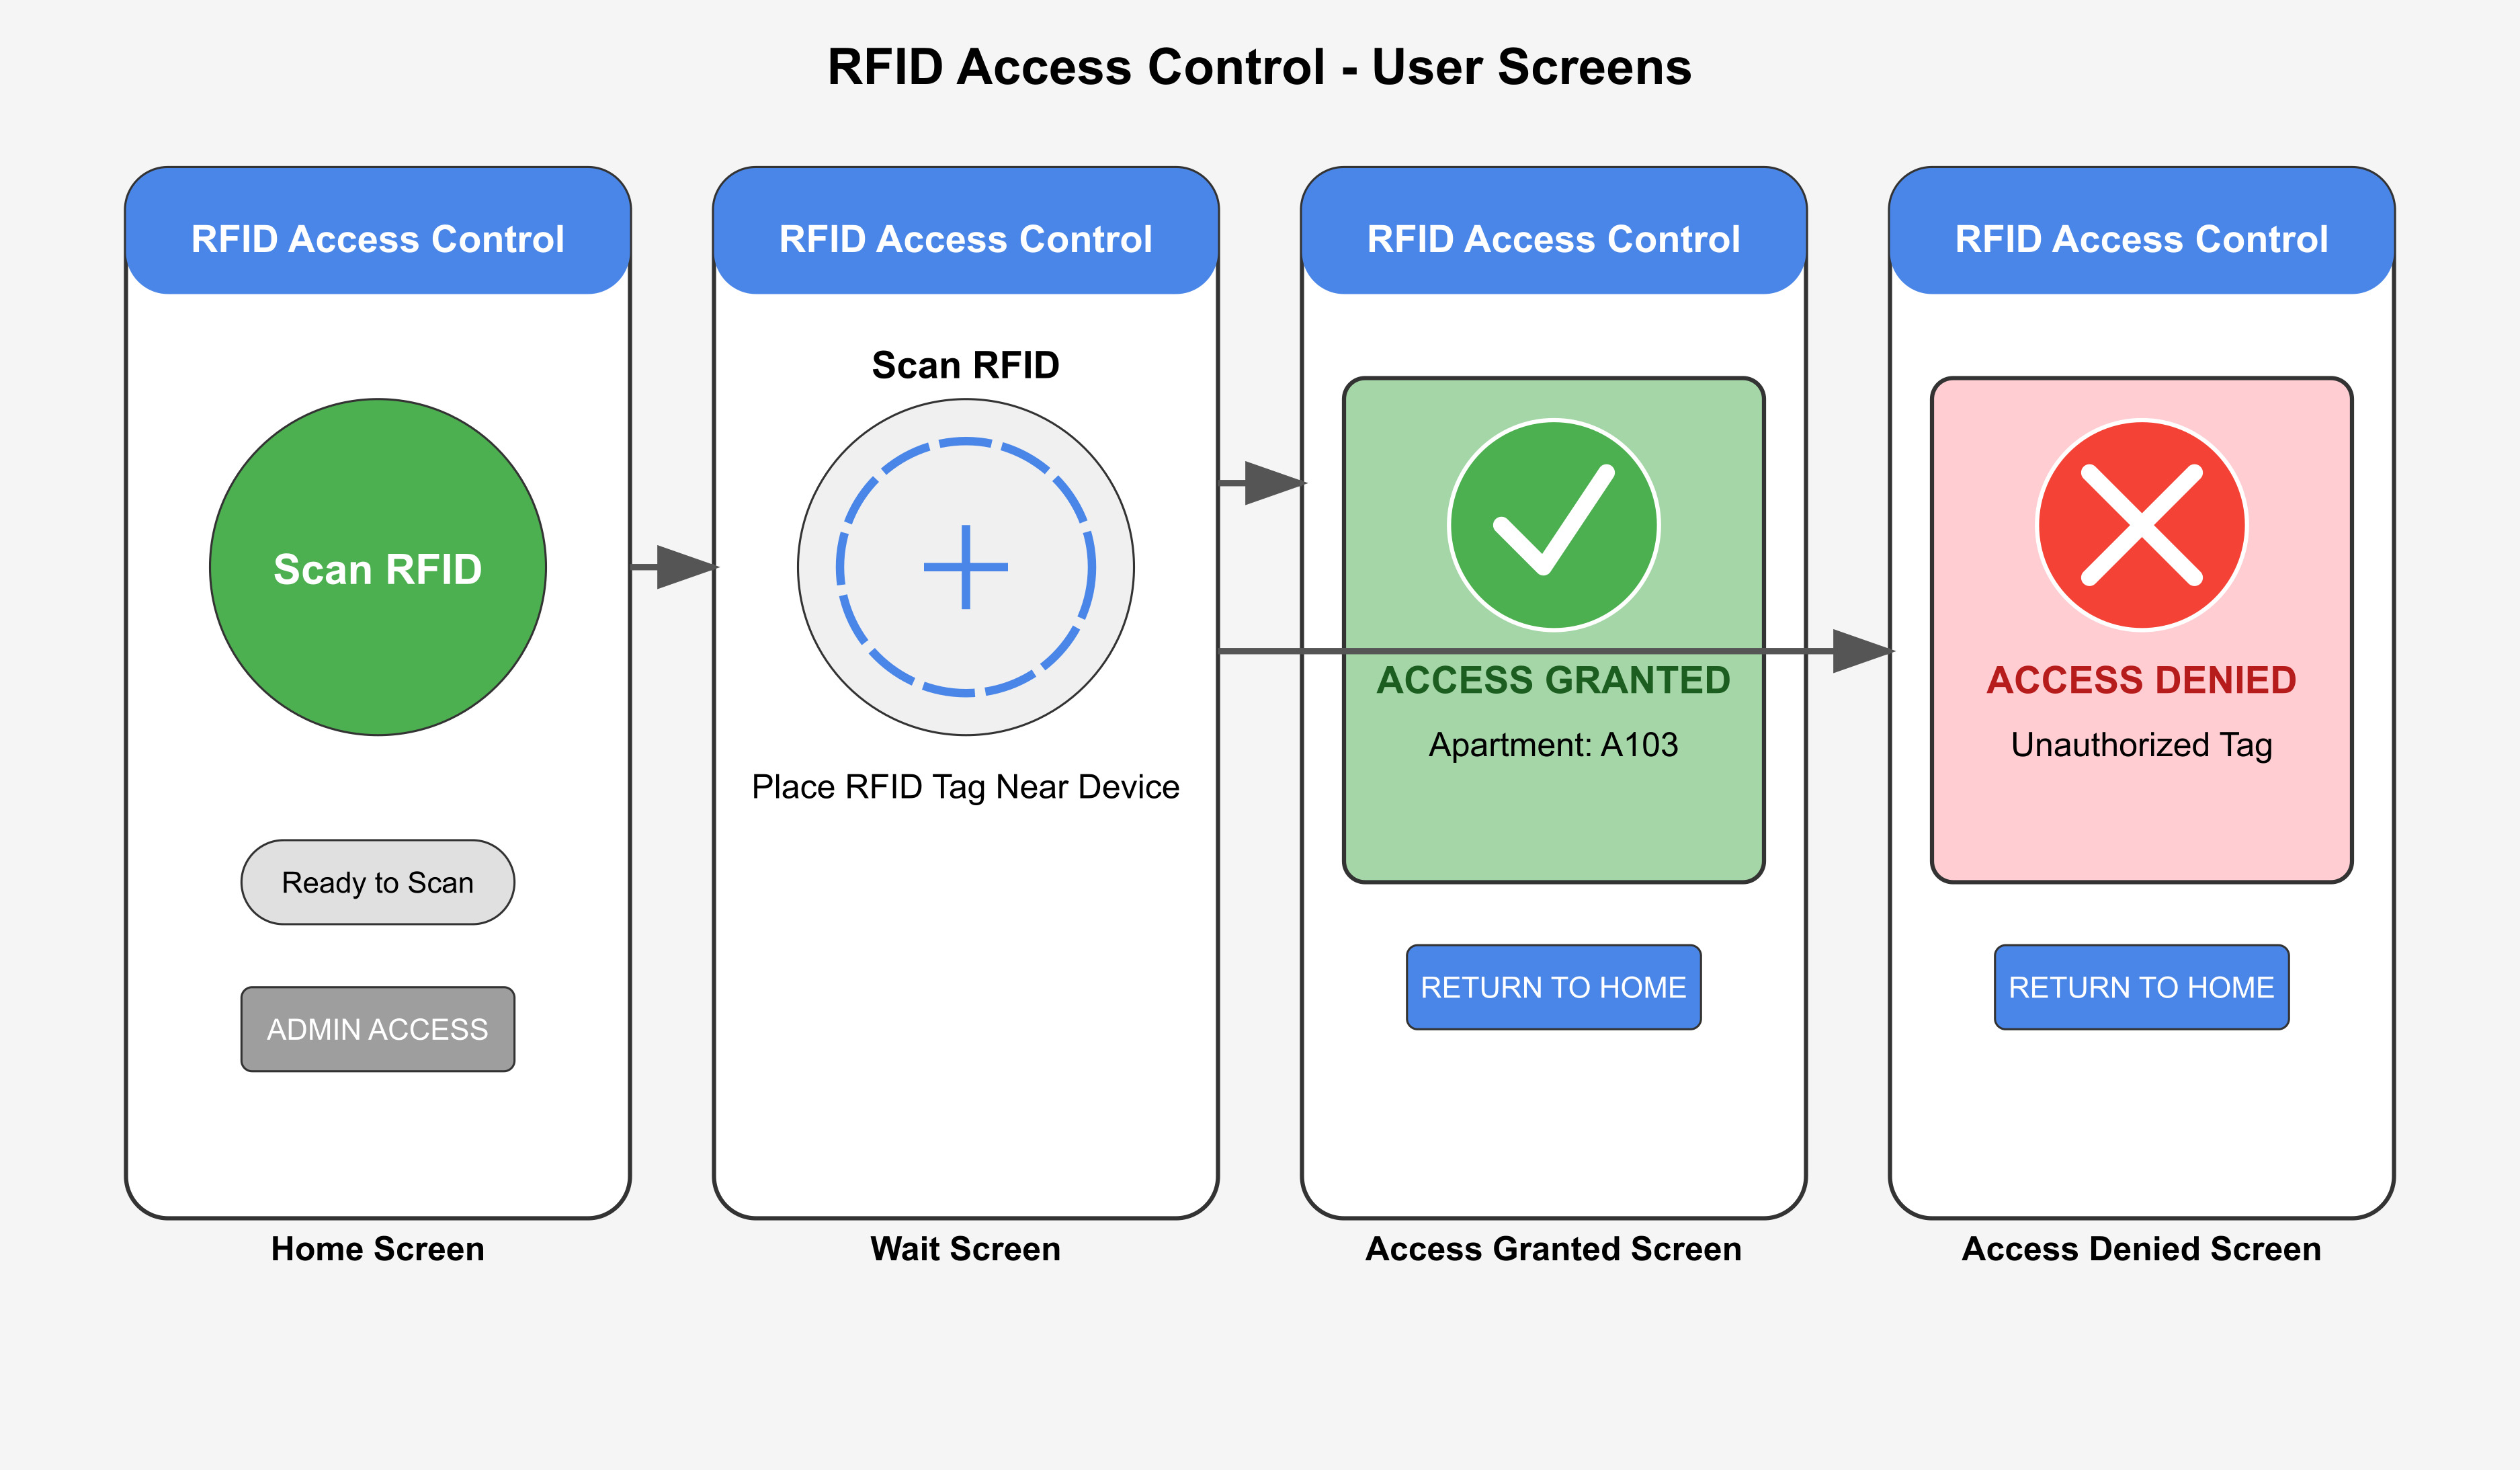 RFID Access Control - User Screens
RFID Access Control
Scan RFID
Ready to Scan
ADMIN ACCESS
Home Screen
RFID Access Control
Scan RFID
Place RFID Tag Near Device
Wait Screen
RFID Access Control
ACCESS GRANTED
Apartment: A103
RETURN TO HOME
Access Granted Screen
RFID Access Control
ACCESS DENIED
Unauthorized Tag
RETURN TO HOME
Access Denied Screen